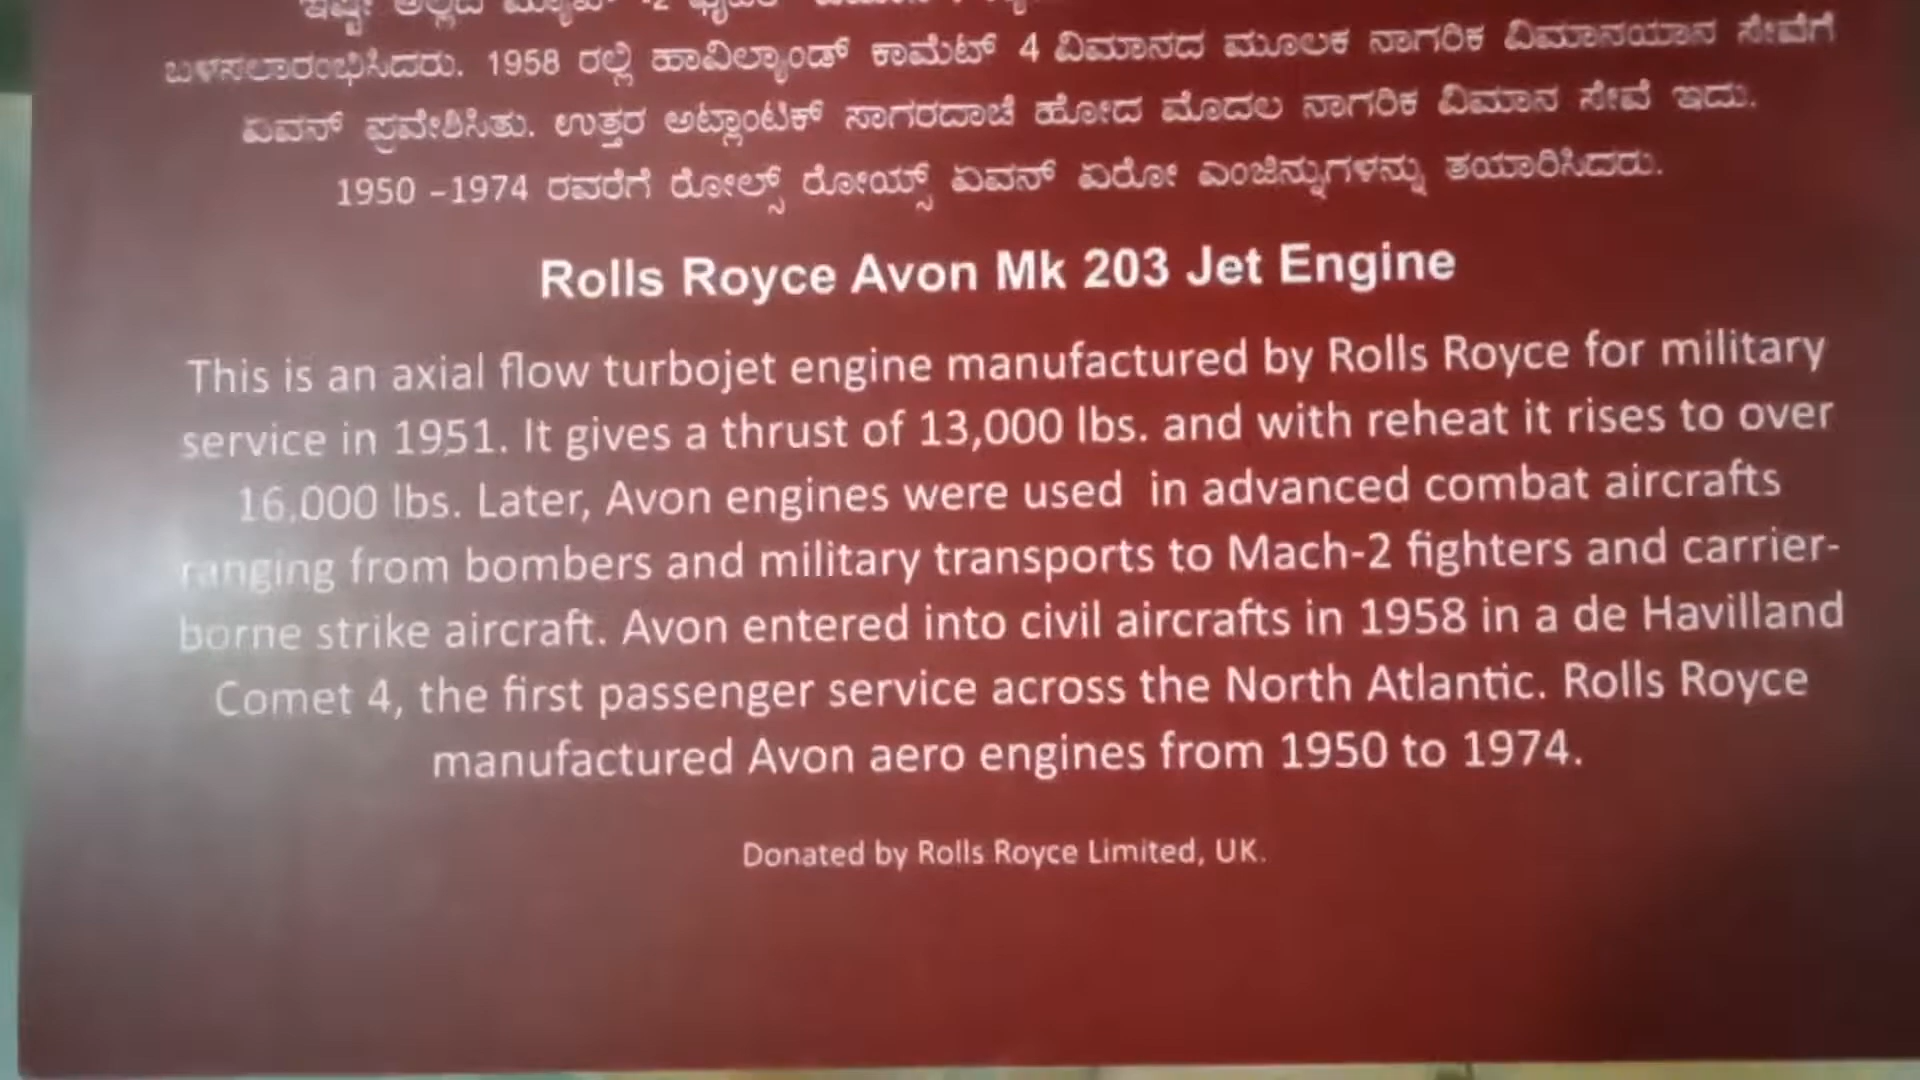 ಬಳಸಲಾರಂಭಿಸಿದರು. 1958 ರಲ್ಲಿ ಹಾವಿಲ್ಯಾಂಡ್ ಕಾಮೆಟ್ 4 ವಿಮಾನದ ಮೂಲಕ ನಾಗರಿಕ ವಿಮಾನಯಾನ ಸೇವೆಗೆ
ಏವನ್ ಪ್ರವೇಶಿಸಿತು. ಉತ್ತರ ಅಟ್ಲಾಂಟಿಕ್ ಸಾಗರದಾಚೆ ಹೋದ ಮೊದಲ ನಾಗರಿಕ ವಿಮಾನ ಸೇವೆ ಇದು.
1950 –1974 ರವರೆಗೆ ರೋಲ್ಸ್ ರೋಯ್ಸ್ ಏವನ್ ಏರೋ ಎಂಜಿನ್ನುಗಳನ್ನು ತಯಾರಿಸಿದರು.
Rolls Royce Avon Mk 203 Jet Engine
This is an axial flow turbojet engine manufactured by Rolls Royce for military
service in 1951. It gives a thrust of 13,000 lbs. and with reheat it rises to over
16,000 lbs. Later, Avon engines were used in advanced combat aircrafts
ranging from bombers and military transports to Mach-2 fighters and carrier-
borne strike aircraft. Avon entered into civil aircrafts in 1958 in a de Havilland
Comet 4, the first passenger service across the North Atlantic. Rolls Royce
manufactured Avon aero engines from 1950 to 1974.
Donated by Rolls Royce Limited, UK.